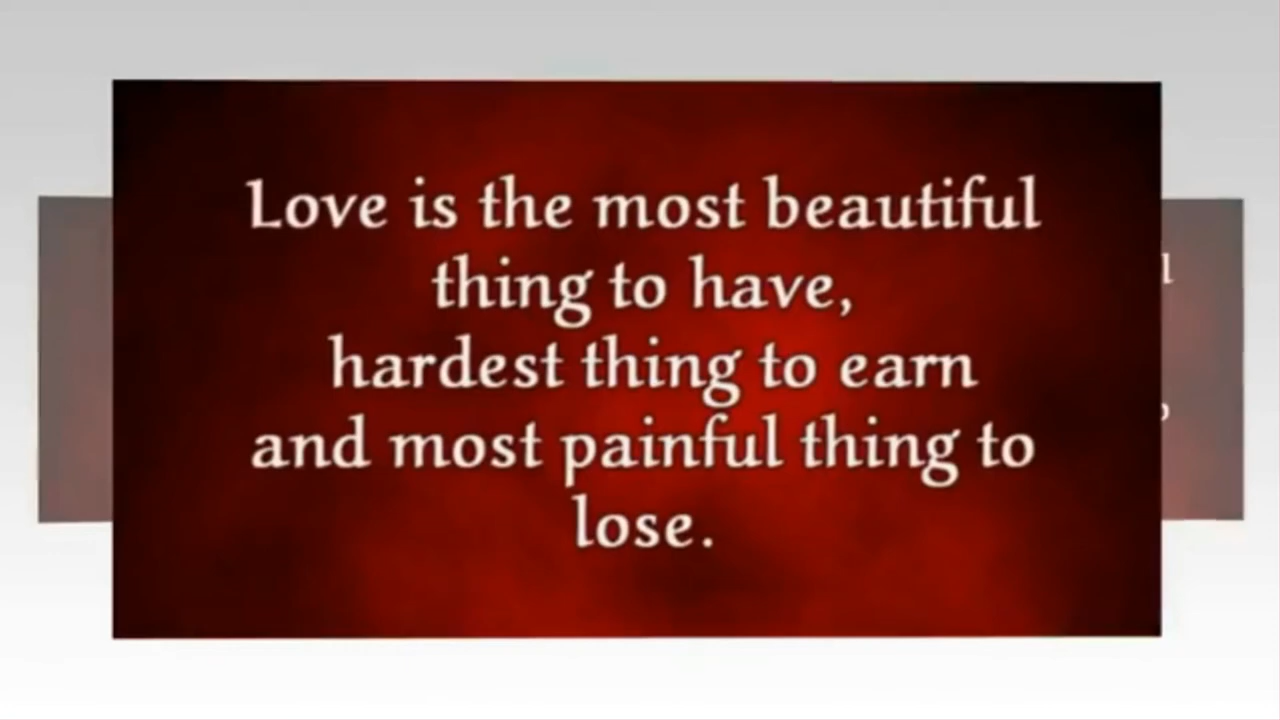 Love is the most beautiful
thing to have,
hardest thing to earn
and most painful thing to
lose.